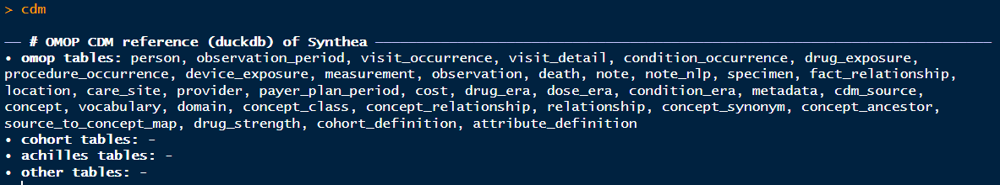 > cdm
── # OMOP CDM reference (duckdb) of Synthea ──────────────────────────────
• omop tables: person, observation_period, visit_occurrence, visit_detail, condition_occurrence, drug_exposure,
procedure_occurrence, device_exposure, measurement, observation, death, note, note_nlp, specimen, fact_relationship,
location, care_site, provider, payer_plan_period, cost, drug_era, dose_era, condition_era, metadata, cdm_source,
concept, vocabulary, domain, concept_class, concept_relationship, relationship, concept_synonym, concept_ancestor,
source_to_concept_map, drug_strength, cohort_definition, attribute_definition
• cohort tables: -
• achilles tables: -
• other tables: -